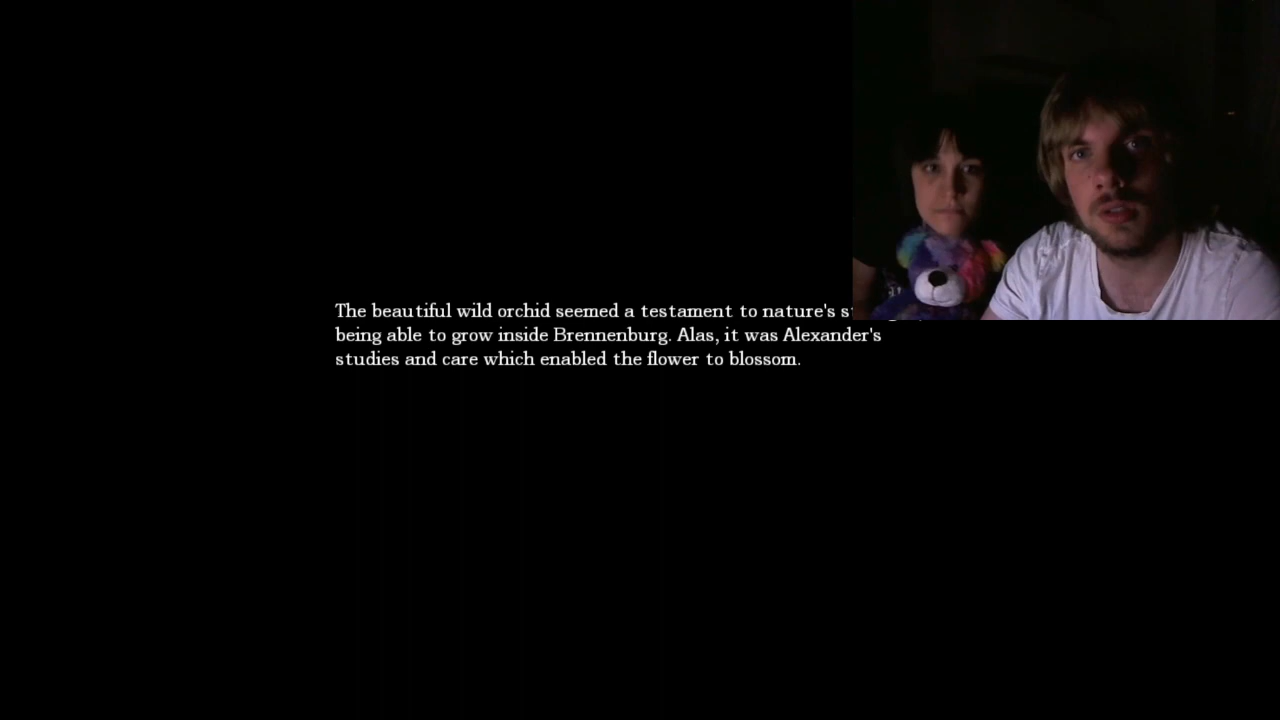 The beautiful wild orchid seemed a testament to nature's
being able to grow inside Brennenburg. Alas, it was Alexander's
studies and care which enabled the flower to blossom.